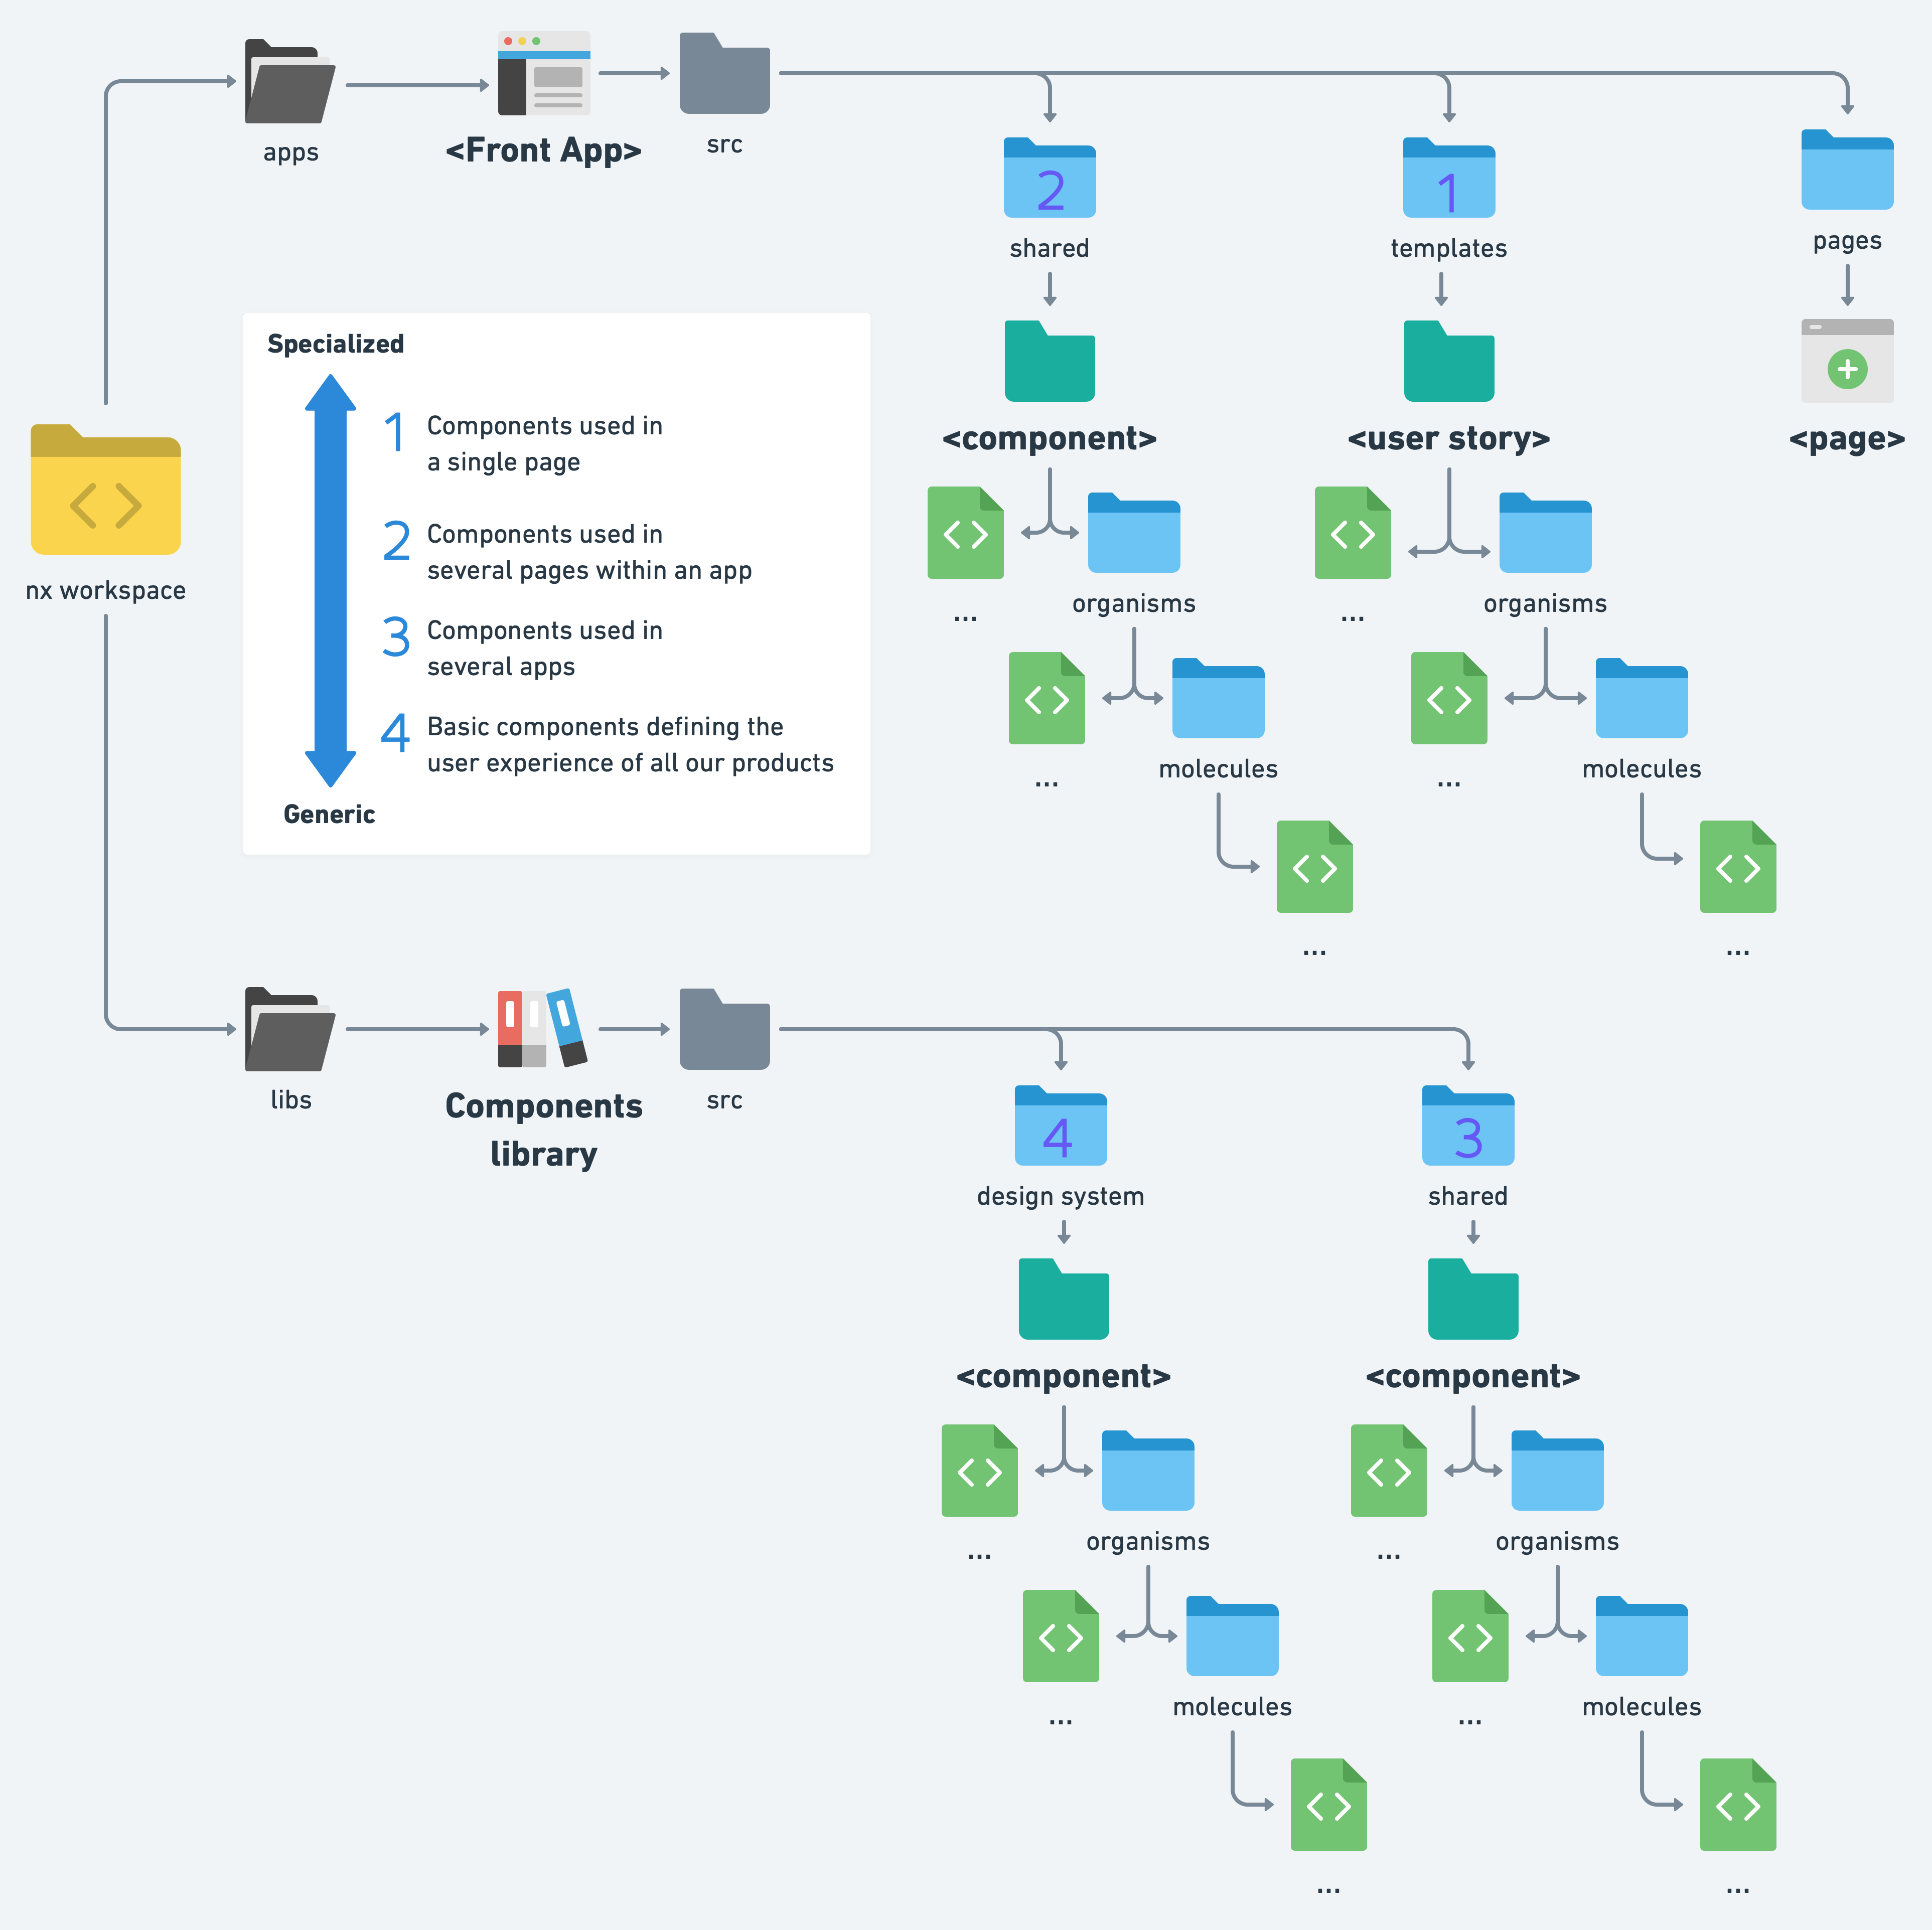 apps
<Front App>
src
2
shared
1
templates
pages
<component>
<user story>
<page>
Specialized
1 Components used in
a single page
2 Components used in
several pages within an app
3 Components used in
several apps
4 Basic components defining the
user experience of all our products
Generic
nx workspace
...
organisms
...
organisms
...
molecules
...
molecules
...
...
libs
Components
library
src
4
design system
3
shared
<component>
<component>
...
organisms
...
organisms
...
molecules
...
molecules
...
...